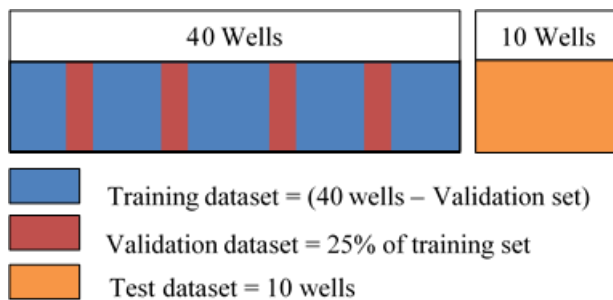 40 Wells
10 Wells
Training dataset = (40 wells – Validation set)
Validation dataset = 25% of training set
Test dataset = 10 wells